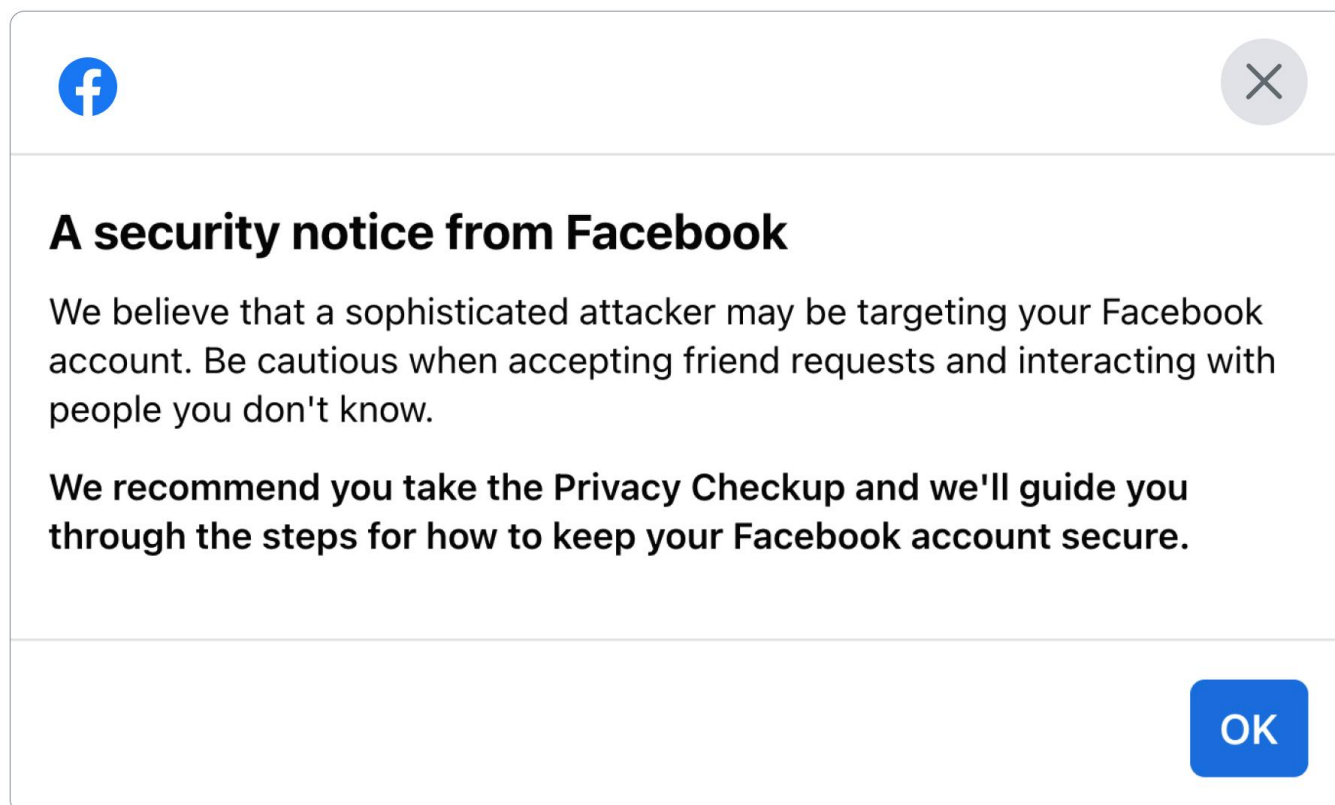 A security notice from Facebook
We believe that a sophisticated attacker may be targeting your Facebook
account. Be cautious when accepting friend requests and interacting with
people you don't know.
We recommend you take the Privacy Checkup and we'll guide you
through the steps for how to keep your Facebook account secure.
OK